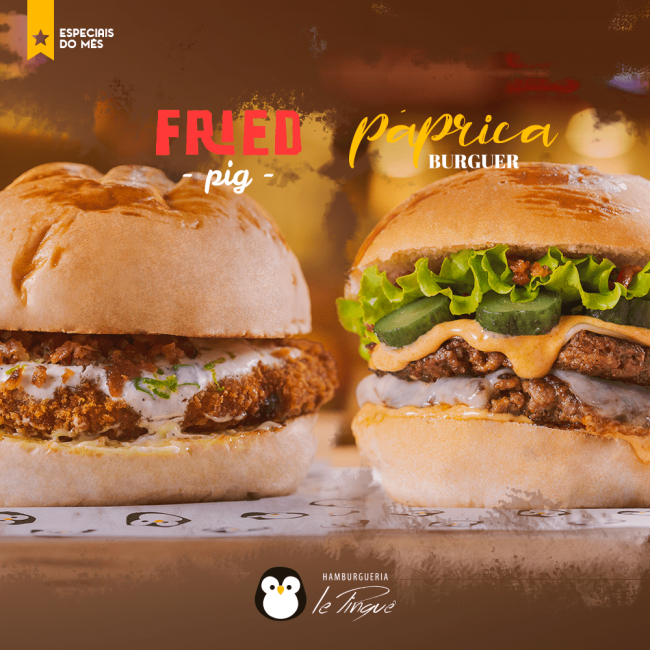 ESPECIAIS
DO MÊS
FRIED
- pig -
páprica
BURGUER
HAMBURGUERIA
le Pinguê